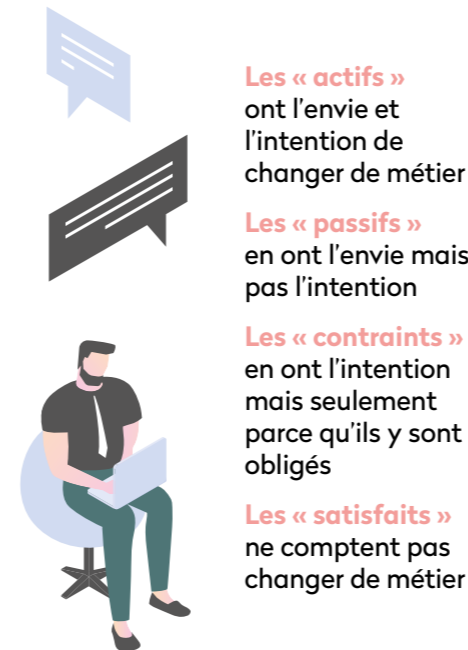 Les « actifs »
ont l’envie et
l’intention de
changer de métier
Les « passifs »
en ont l’envie mais
pas l’intention
Les « contraints »
en ont l’intention
mais seulement
parce qu’ils y sont
obligés
Les « satisfaits »
ne comptent pas
changer de métier